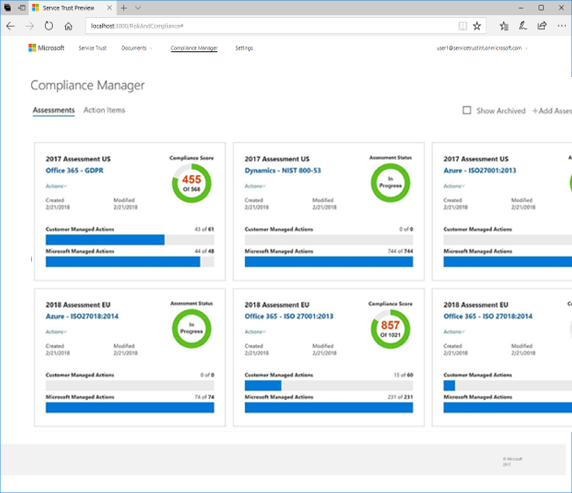 Service Trust Preview
localhost:3000/RiskAndCompliance#
Microsoft Service Trust Documents Compliance Manager Settings user1@servicetrustint.onmicrosoft.com
Compliance Manager
Assessments Action Items
Show Archived +Add Asses
2017 Assessment US
Office 365 - GDPR
Compliance Score
455
Of 568
Actions
Created Modified
2/21/2018 2/21/2018
Customer Managed Actions 43 of 61
Microsoft Managed Actions 44 of 48
2017 Assessment US
Dynamics - NIST 800-53
Assessment Status
In
Progress
Actions
Created Modified
2/21/2018 2/21/2018
Customer Managed Actions 0 of 0
Microsoft Managed Actions 744 of 744
2017 Assessment US
Azure - ISO27001:2013
Actions
Created Modified
2/21/2018 2/21/2018
Customer Managed Actions
Microsoft Managed Actions
2018 Assessment EU
Azure - ISO27018:2014
Assessment Status
In
Progress
Actions
Created Modified
2/21/2018 2/21/2018
Customer Managed Actions 0 of 0
Microsoft Managed Actions 74 of 74
2018 Assessment EU
Office 365 - ISO 27001:2013
Compliance Score
857
Of 1021
Actions
Created Modified
2/21/2018 2/21/2018
Customer Managed Actions 15 of 60
Microsoft Managed Actions 231 of 231
2018 Assessment EU
Office 365 - ISO 27018:2014
Actions
Created Modified
2/21/2018 2/21/2018
Customer Managed Actions
Microsoft Managed Actions
© Microsoft
2017